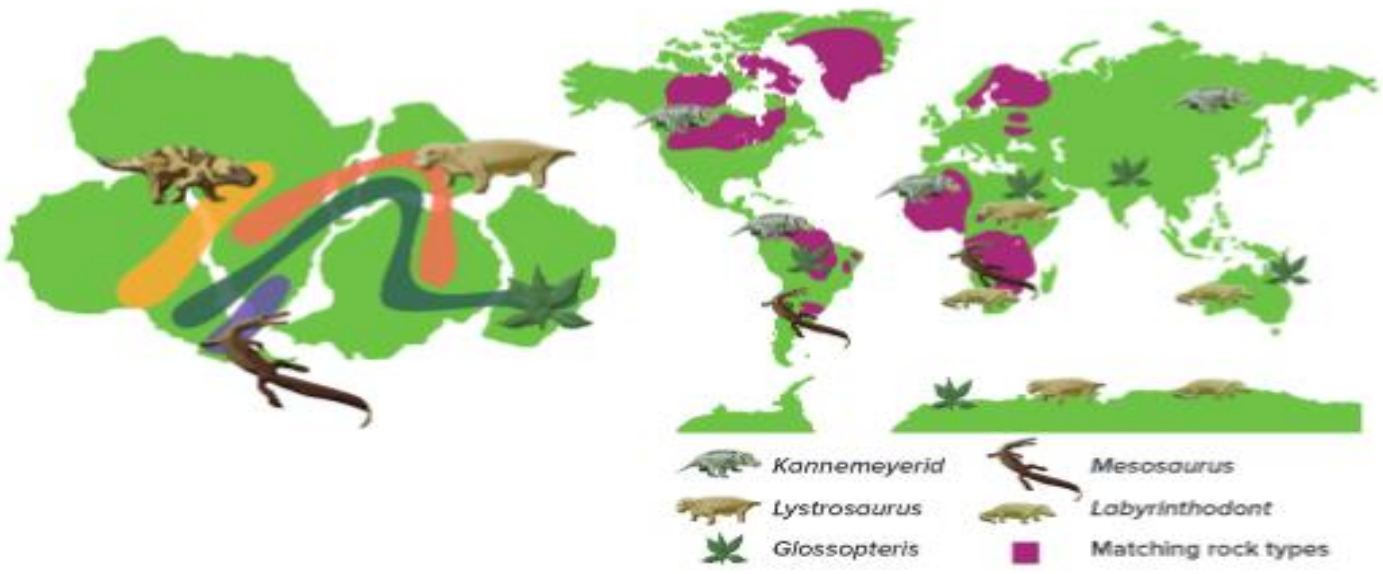 Kannemeyerid
Mesosaurus
Lystrosaurus
Labyrinthodont
Glossopteris
Matching rock types